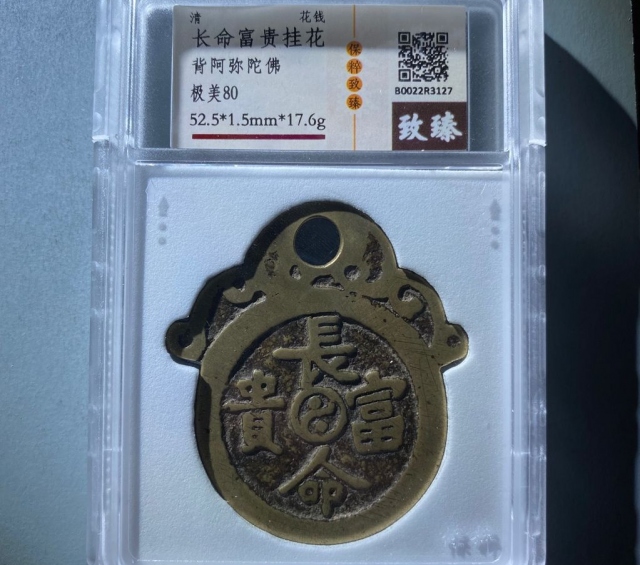 清 花钱
长命富贵挂花
背阿弥陀佛
极美80
52.5*1.5mm*17.6g
保粹致臻
B0022R3127
致臻
長
貴 富
命